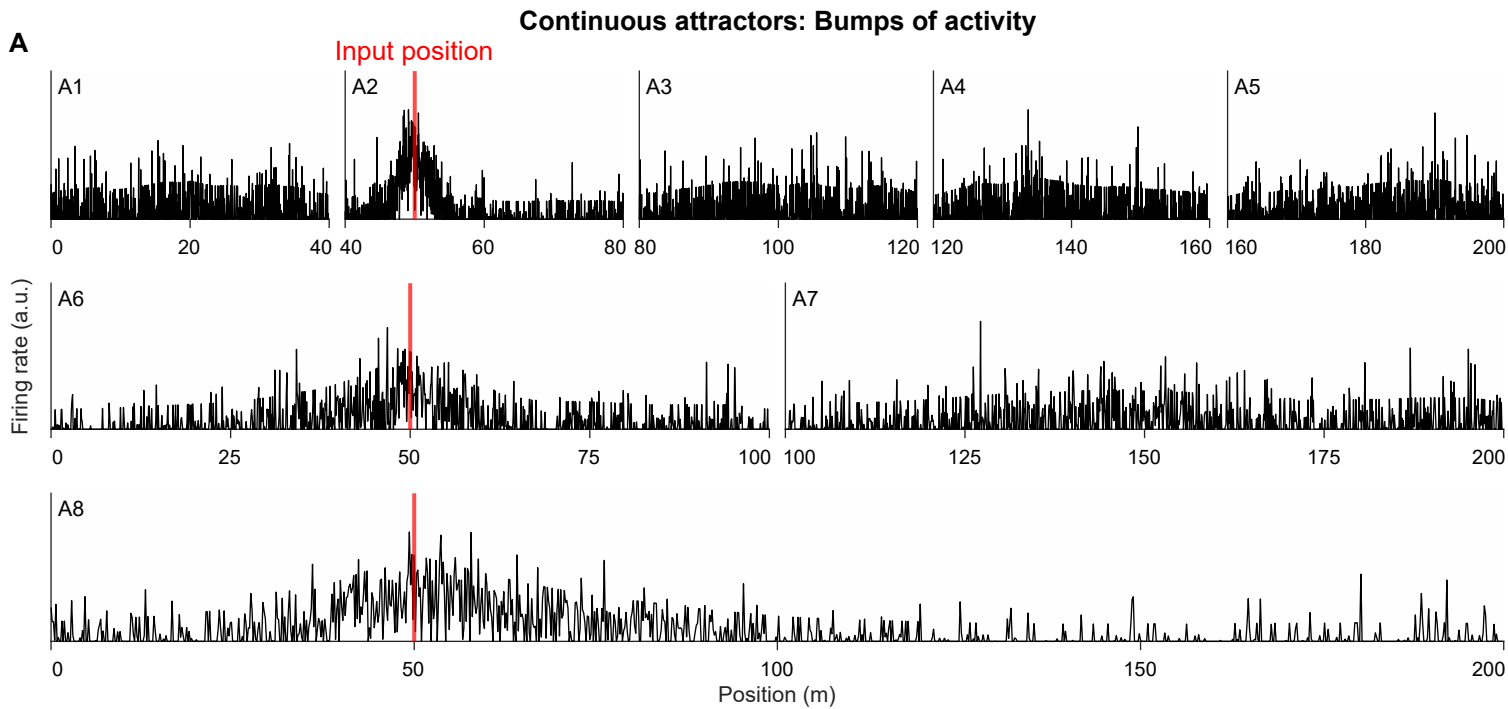 Continuous attractors: Bumps of activity
A
Input position
A1 A2 A3 A4 A5
0 20 40 40 60 80 80 100 120 120 140 160 160 180 200
Firing rate (a.u.)
A6 A7
0 25 50 75 100 100 125 150 175 200
A8
0 50 100 150 200
Position (m)